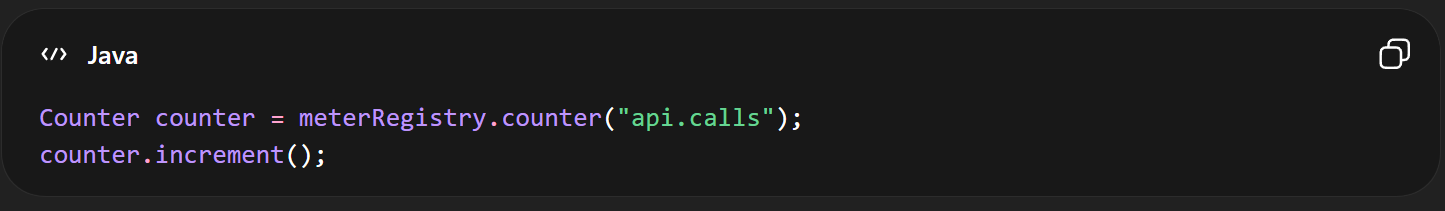 Java
Counter counter = meterRegistry.counter("api.calls");
counter.increment();